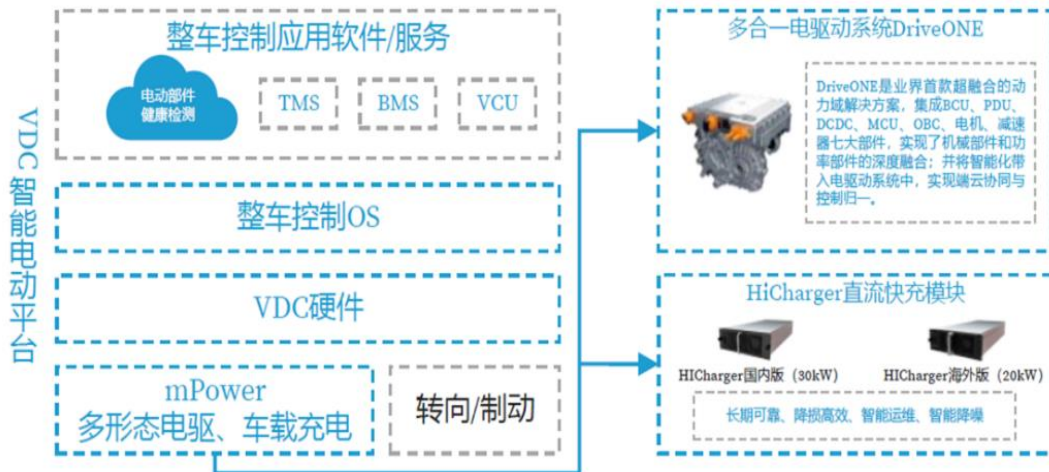 VDC智能电动平台
整车控制应用软件/服务
电动部件
健康检测
TMS
BMS
VCU
整车控制OS
VDC硬件
mPower
多形态电驱、车载充电
转向/制动
多合一电驱动系统DriveONE
DriveONE是业界首款超融合的动
力域解决方案，集成BCU、PDU、
DCDC、MCU、OBC、电机、减速
器七大部件，实现了机械部件和功
率部件的深度融合；并将智能化带
入电驱动系统中，实现端云协同与
控制归一。
HiCharger直流快充模块
HICharger国内版（30kW）
HICharger海外版（20kW）
长期可靠、降损高效、智能运维、智能降噪